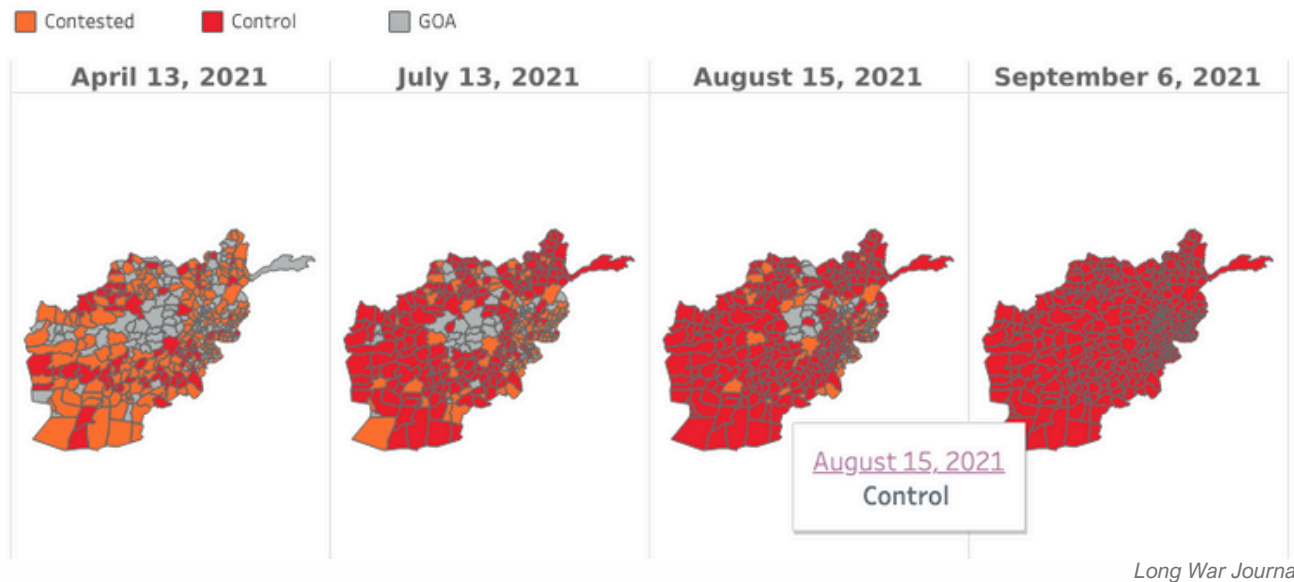 Contested Control GOA
April 13, 2021 July 13, 2021 August 15, 2021 September 6, 2021
August 15, 2021
Control
Long War Journa